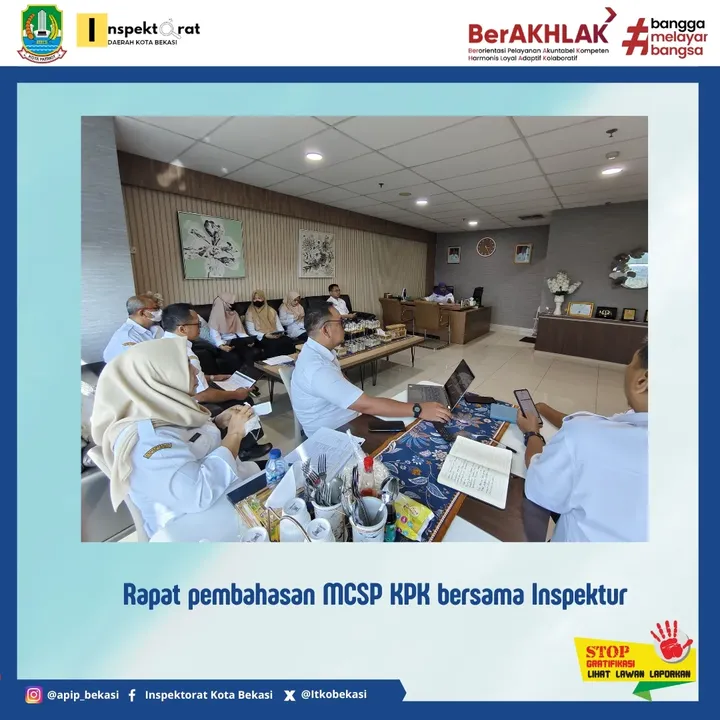 Inspektorat
DAERAH KOTA BEKASI
BerAKHLAK
Berorientasi Pelayanan Akuntabel Kompeten
Harmonis Loyal Adaptif Kolaboratif
#bangga
melayani
bangsa
Rapat pembahasan MCSP KPK bersama Inspektur
STOP
GRATIFIKASI
LIHAT LAWAN LAPORKAN
@apip_bekasi
Inspektorat Kota Bekasi
@Itkobekasi